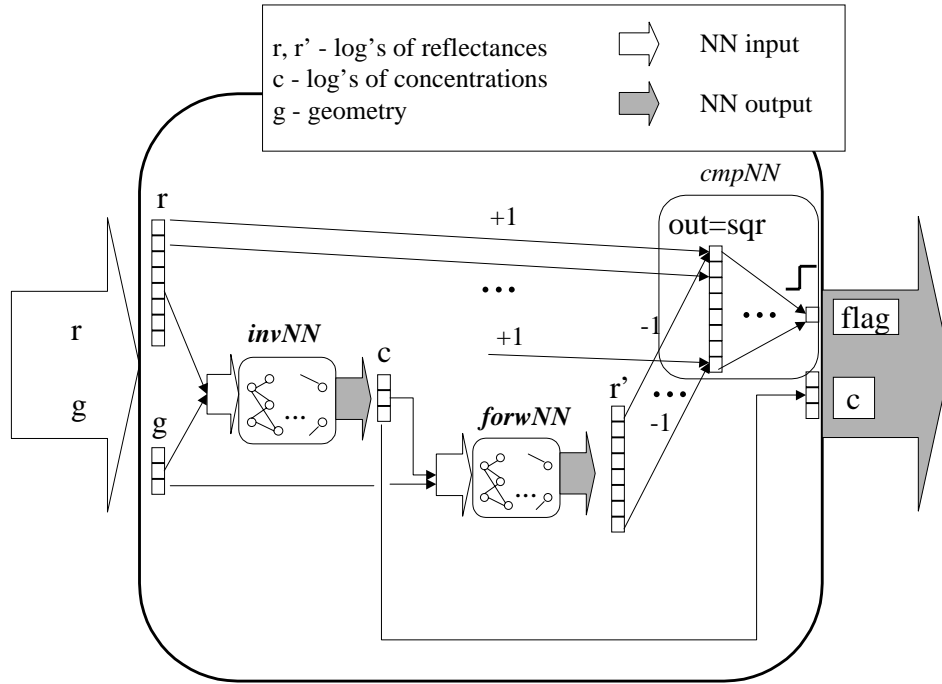 r, r’ - log’s of reflectances
c - log’s of concentrations
g - geometry
NN input
NN output
cmpNN
r
+1
out=sqr
...
...
r
g
invNN
c
+1
-1
flag
g
...
forwNN
r’
...
-1
c
...